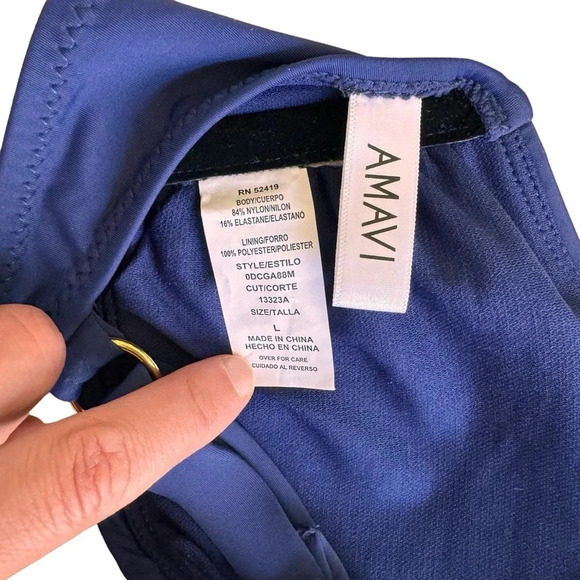 RN 52419
BODY/CUERPO
84% NYLON/NILON
16% ELASTANE/ELASTANO
LINING/FORRO
100% POLYESTER/POLIESTER
STYLE/ESTILO
0DCGA88M
CUT/CORTE
13323A
SIZE/TALLA
L
MADE IN CHINA
HECHO EN CHINA
OVER FOR CARE
CUIDADO AL REVERSO
AMAVI